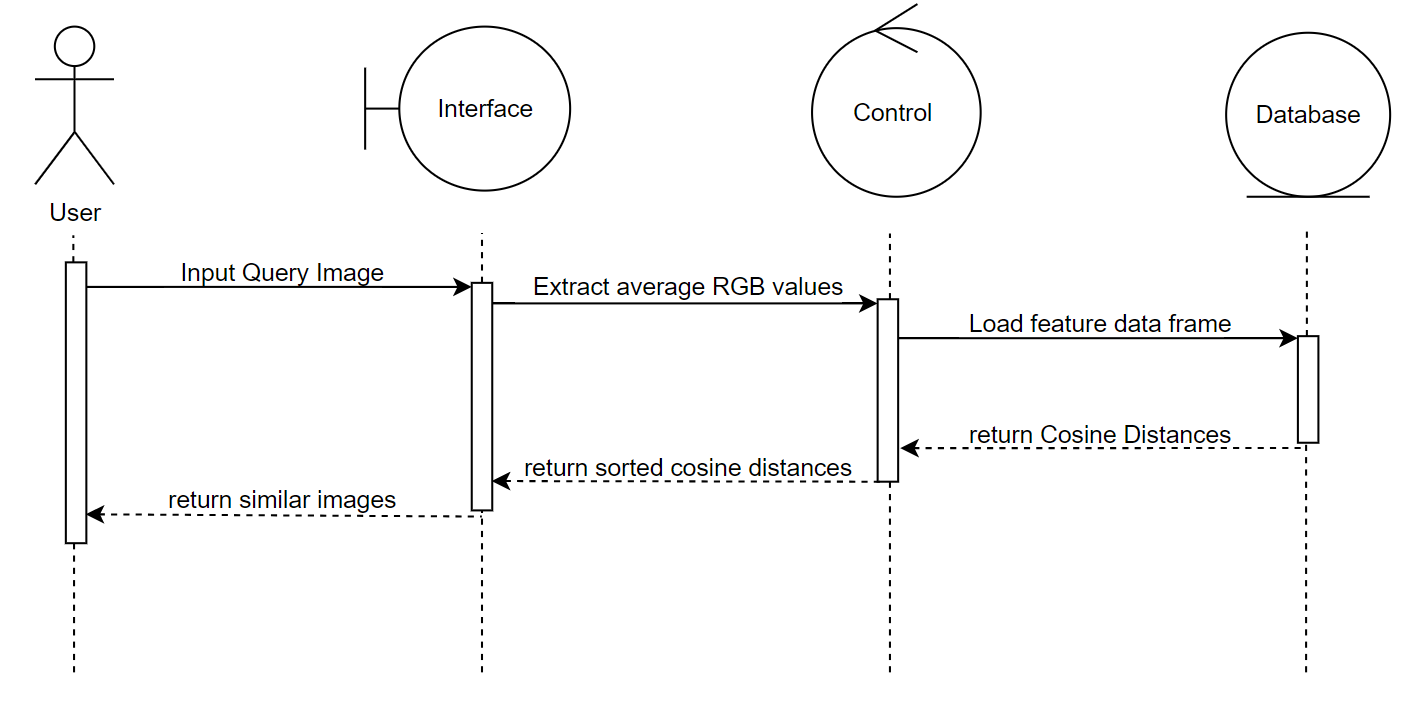 Interface
Control
Database
User
Input Query Image
Extract average RGB values
Load feature data frame
return Cosine Distances
return sorted cosine distances
return similar images